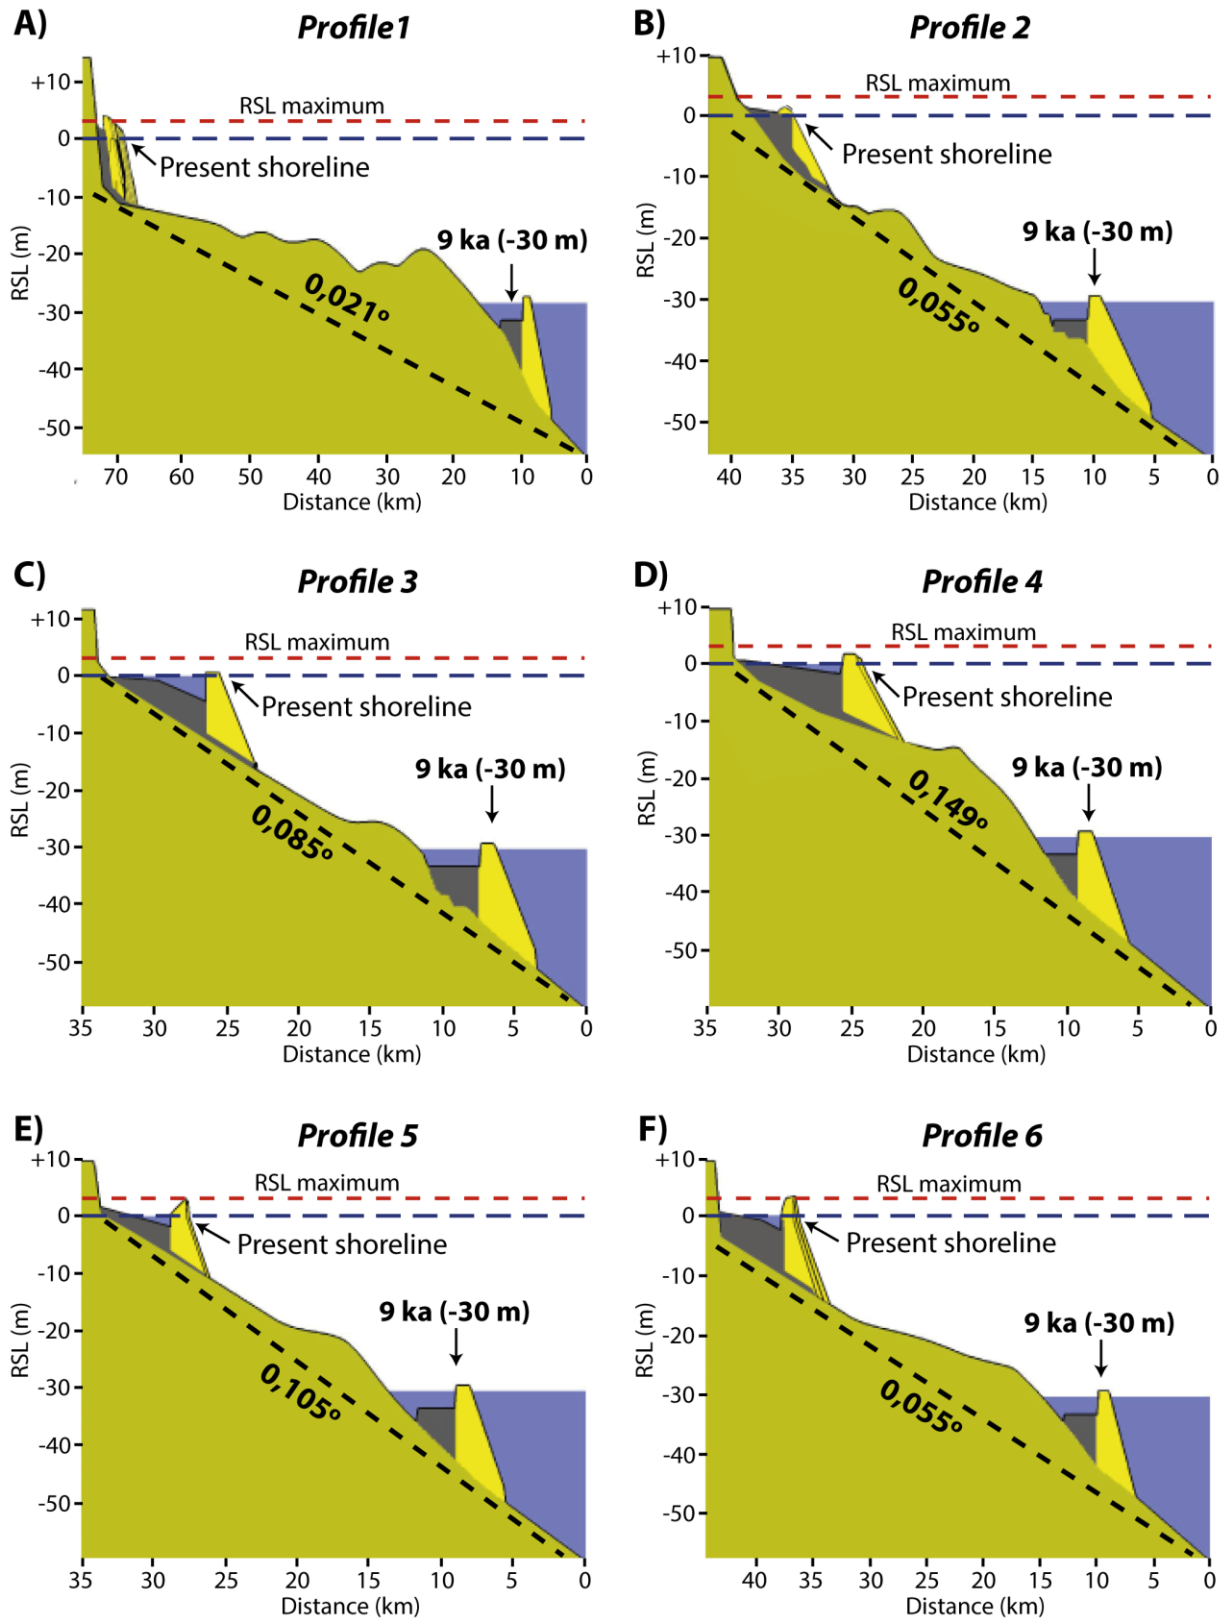 A)
Profile1
+10
0
-10
-20
-30
-40
-50
RSL (m)
RSL maximum
Present shoreline
9 ka (-30 m)
0,021º
70 60 50 40 30 20 10 0
Distance (km)
B)
Profile 2
+10
0
-10
-20
-30
-40
-50
RSL (m)
RSL maximum
Present shoreline
9 ka (-30 m)
0,055º
40 35 30 25 20 15 10 5 0
Distance (km)
C)
Profile 3
+10
0
-10
-20
-30
-40
-50
RSL (m)
RSL maximum
Present shoreline
9 ka (-30 m)
0,085º
35 30 25 20 15 10 5 0
Distance (km)
D)
Profile 4
+10
0
-10
-20
-30
-40
-50
RSL (m)
RSL maximum
Present shoreline
9 ka (-30 m)
0,149º
35 30 25 20 15 10 5 0
Distance (km)
E)
Profile 5
+10
0
-10
-20
-30
-40
-50
RSL (m)
RSL maximum
Present shoreline
9 ka (-30 m)
0,105º
35 30 25 20 15 10 5 0
Distance (km)
F)
Profile 6
+10
0
-10
-20
-30
-40
-50
RSL (m)
RSL maximum
Present shoreline
9 ka (-30 m)
0,055º
40 35 30 25 20 15 10 5 0
Distance (km)